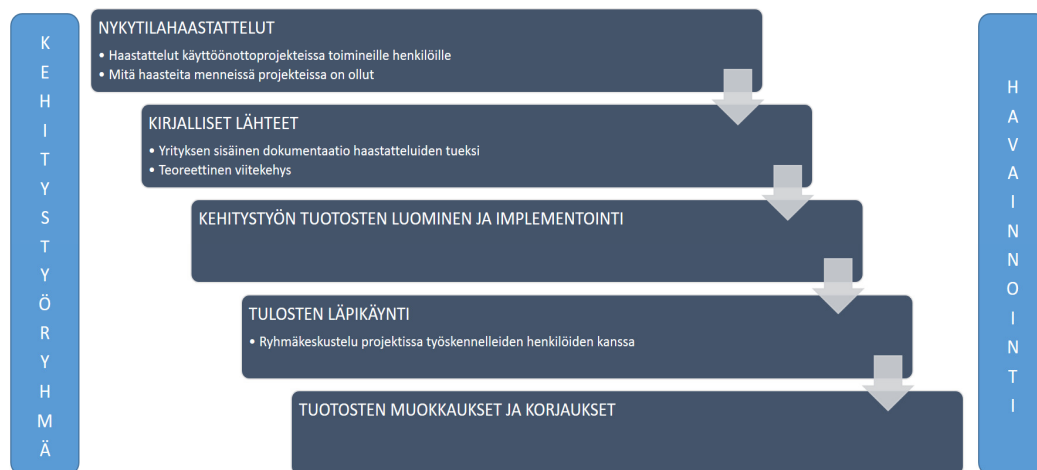 KEHITYSTYÖRYHMÄ
NYKYTILAHAASTATTELUT
• Haastattelut käyttöönottoprojekteissa toimineille henkilöille
• Mitä haasteita menneissä projekteissa on ollut
KIRJALLISET LÄHTEET
• Yrityksen sisäinen dokumentaatio haastatteluiden tueksi
• Teoreettinen viitekehys
KEHITYSTYÖN TUOTOSTEN LUOMINEN JA IMPLEMENTOINTI
TULOSTEN LÄPIKÄYNTI
• Ryhmäkeskustelu projektissa työskennelleiden henkilöiden kanssa
TUOTOSTEN MUOKKAUKSET JA KORJAUKSET
HAVAINNOINTI